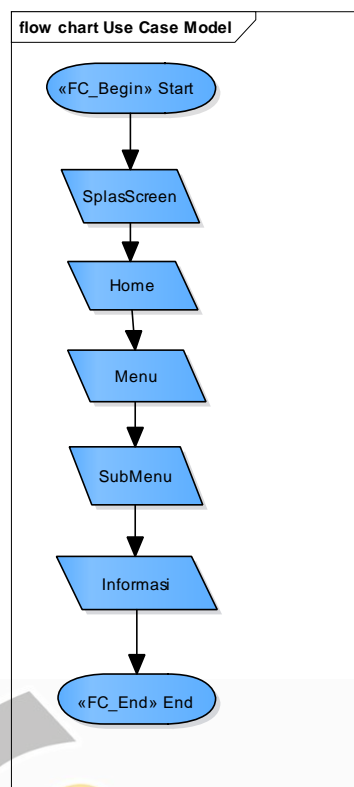 flow chart Use Case Model
«FC_Begin» Start
SplasScreen
Home
Menu
SubMenu
Informasi
«FC_End» End